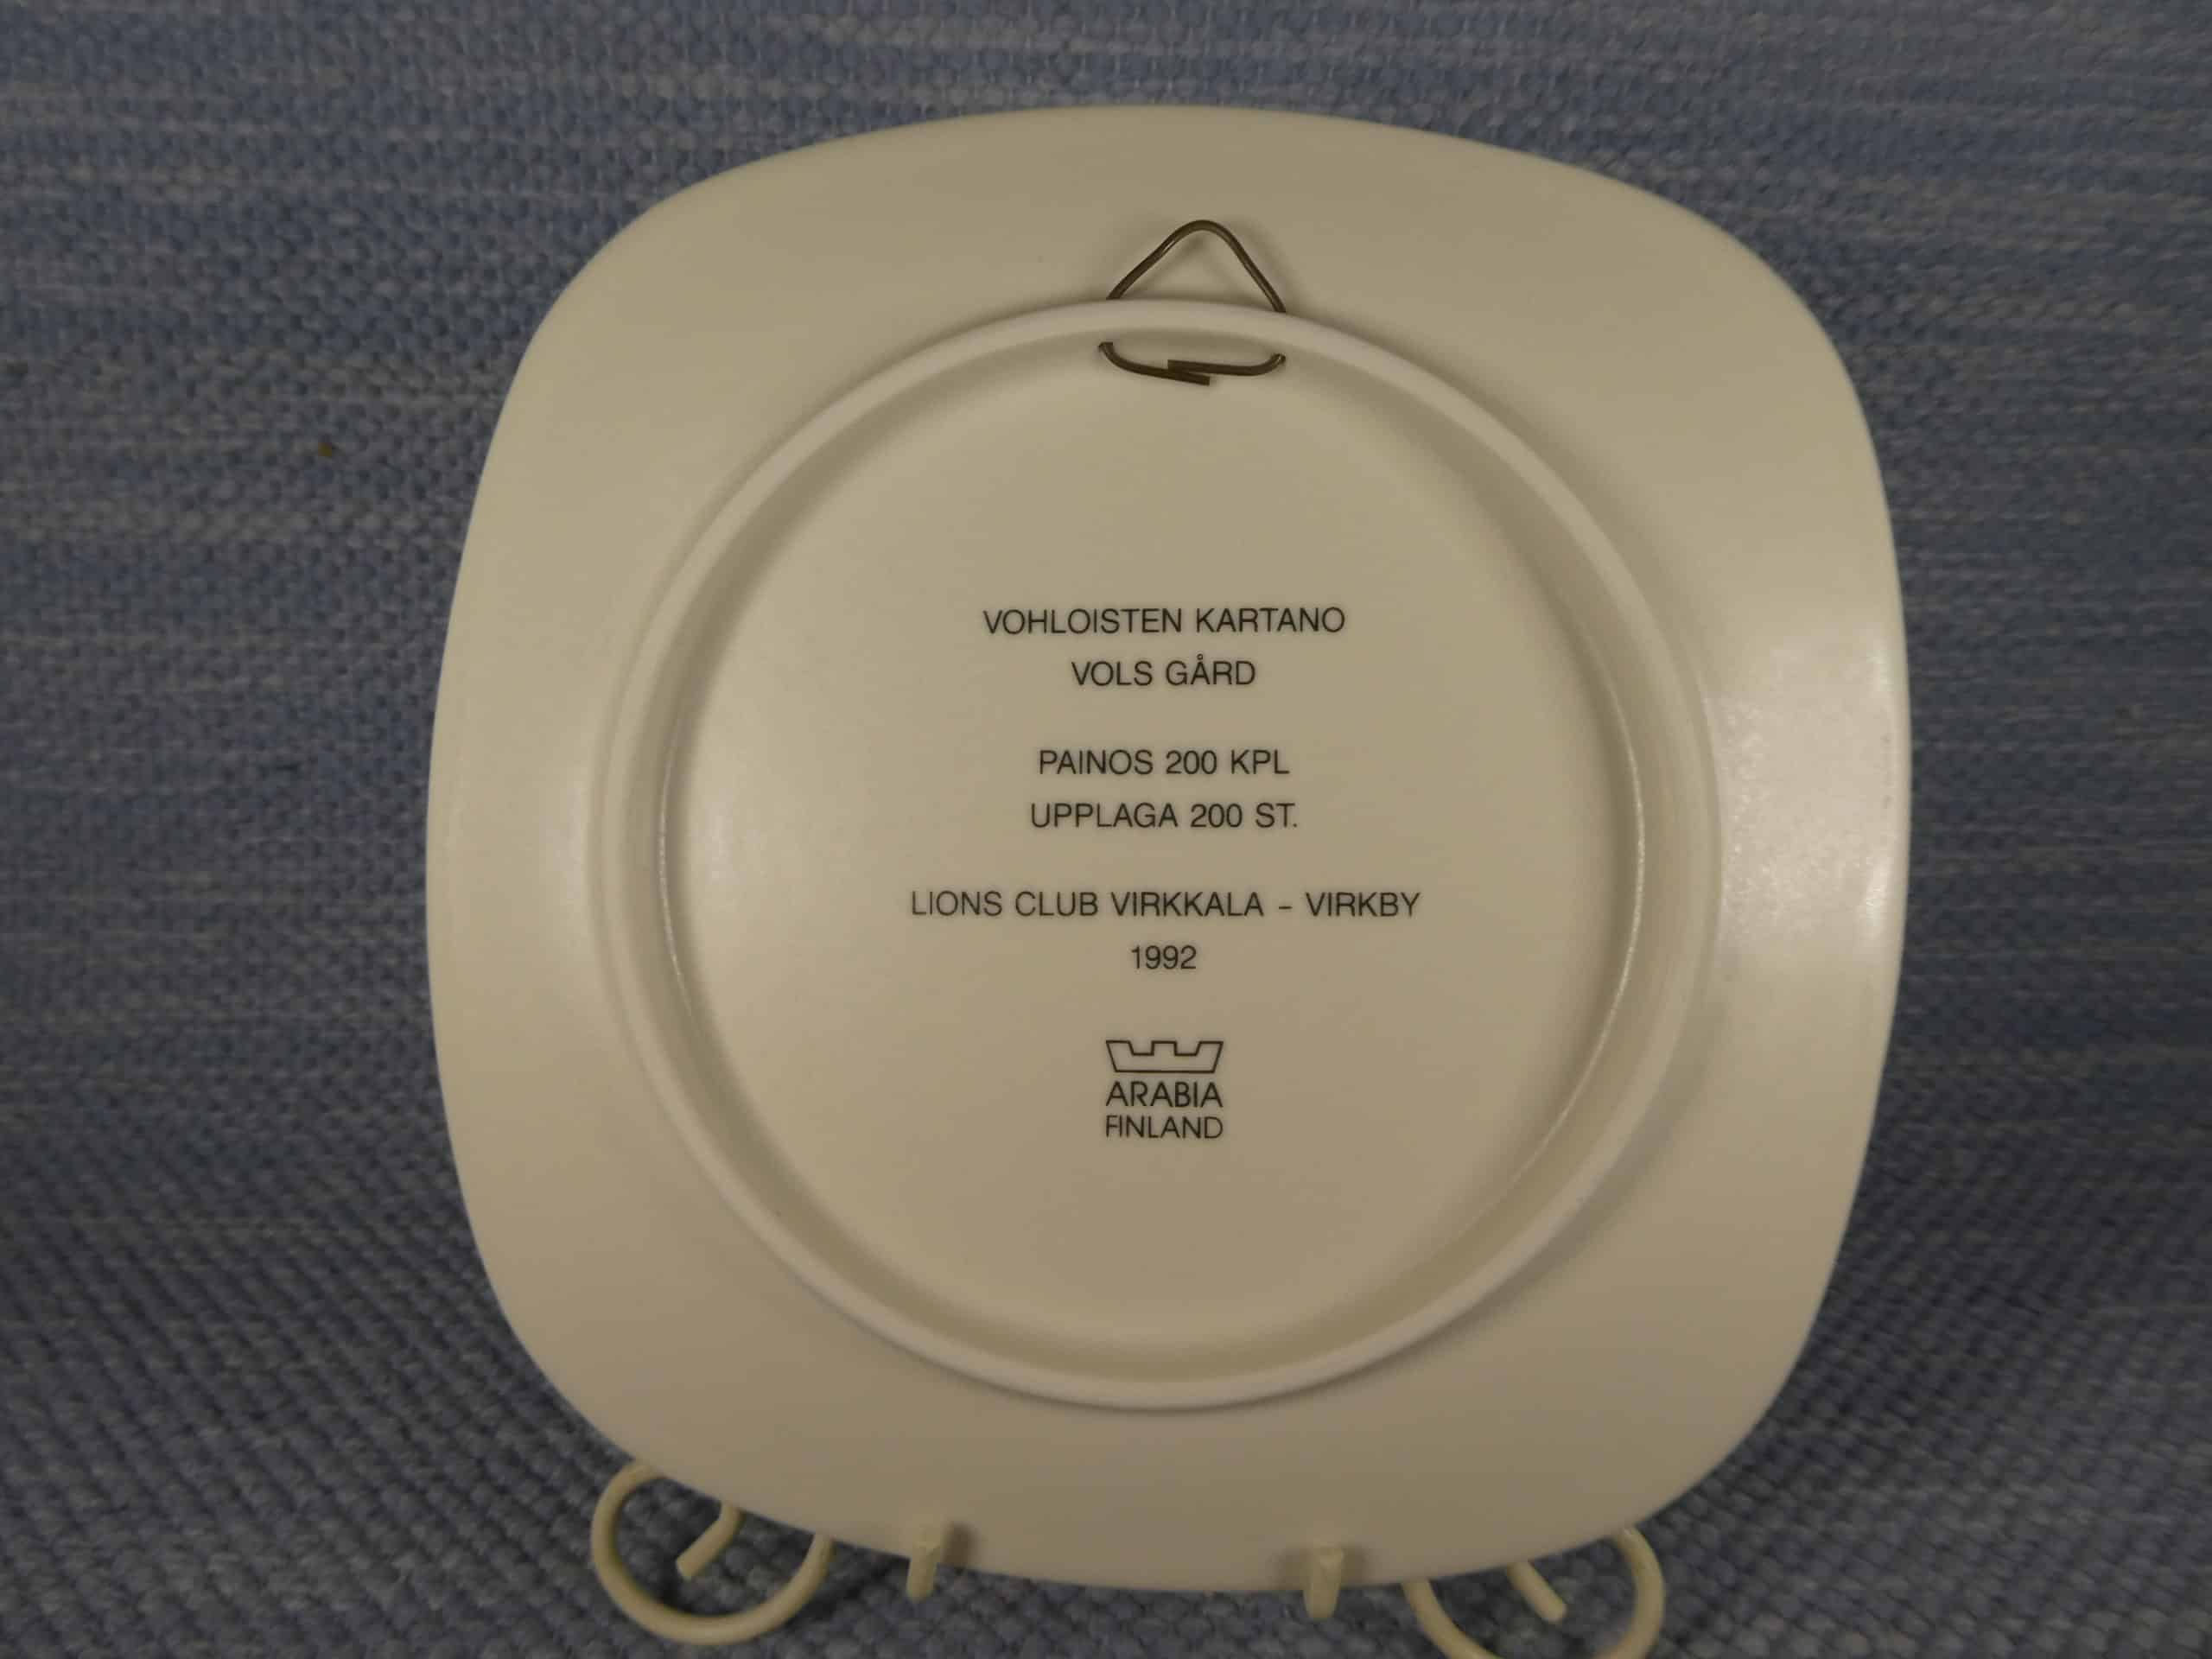 VOHLOISTEN KARTANO
VOLS GÅRD
PAINOS 200 KPL
UPPLAGA 200 ST.
LIONS CLUB VIRKKALA - VIRKBY
1992
ARABIA
FINLAND